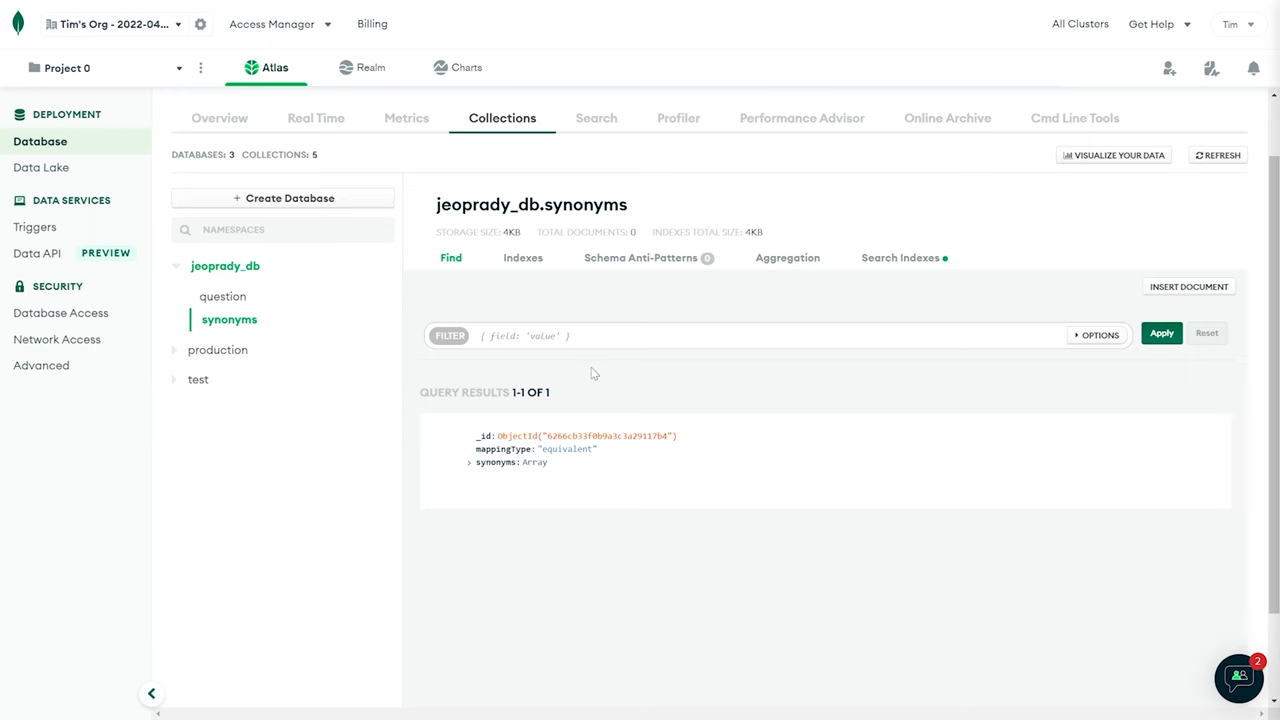 Tim's Org - 2022-04... Access Manager Billing All Clusters Get Help Tim
Project 0 Atlas Realm Charts
DEPLOYMENT
Database
Data Lake
DATA SERVICES
Triggers
Data API PREVIEW
SECURITY
Database Access
Network Access
Advanced
Overview Real Time Metrics Collections Search Profiler Performance Advisor Online Archive Cmd Line Tools
DATABASES: 3 COLLECTIONS: 5 VISUALIZE YOUR DATA REFRESH
+ Create Database
NAMESPACES
jeoprady_db
question
synonyms
production
test
jeoprady_db.synonyms
STORAGE SIZE: 4KB TOTAL DOCUMENTS: 0 INDEXES TOTAL SIZE: 4KB
Find Indexes Schema Anti-Patterns 0 Aggregation Search Indexes
INSERT DOCUMENT
FILTER { field: 'value' } OPTIONS Apply Reset
QUERY RESULTS 1-1 OF 1
_id: ObjectId("6266cb33f0b9a3c3a29117b4")
mappingType: "equivalent"
synonyms: Array
2